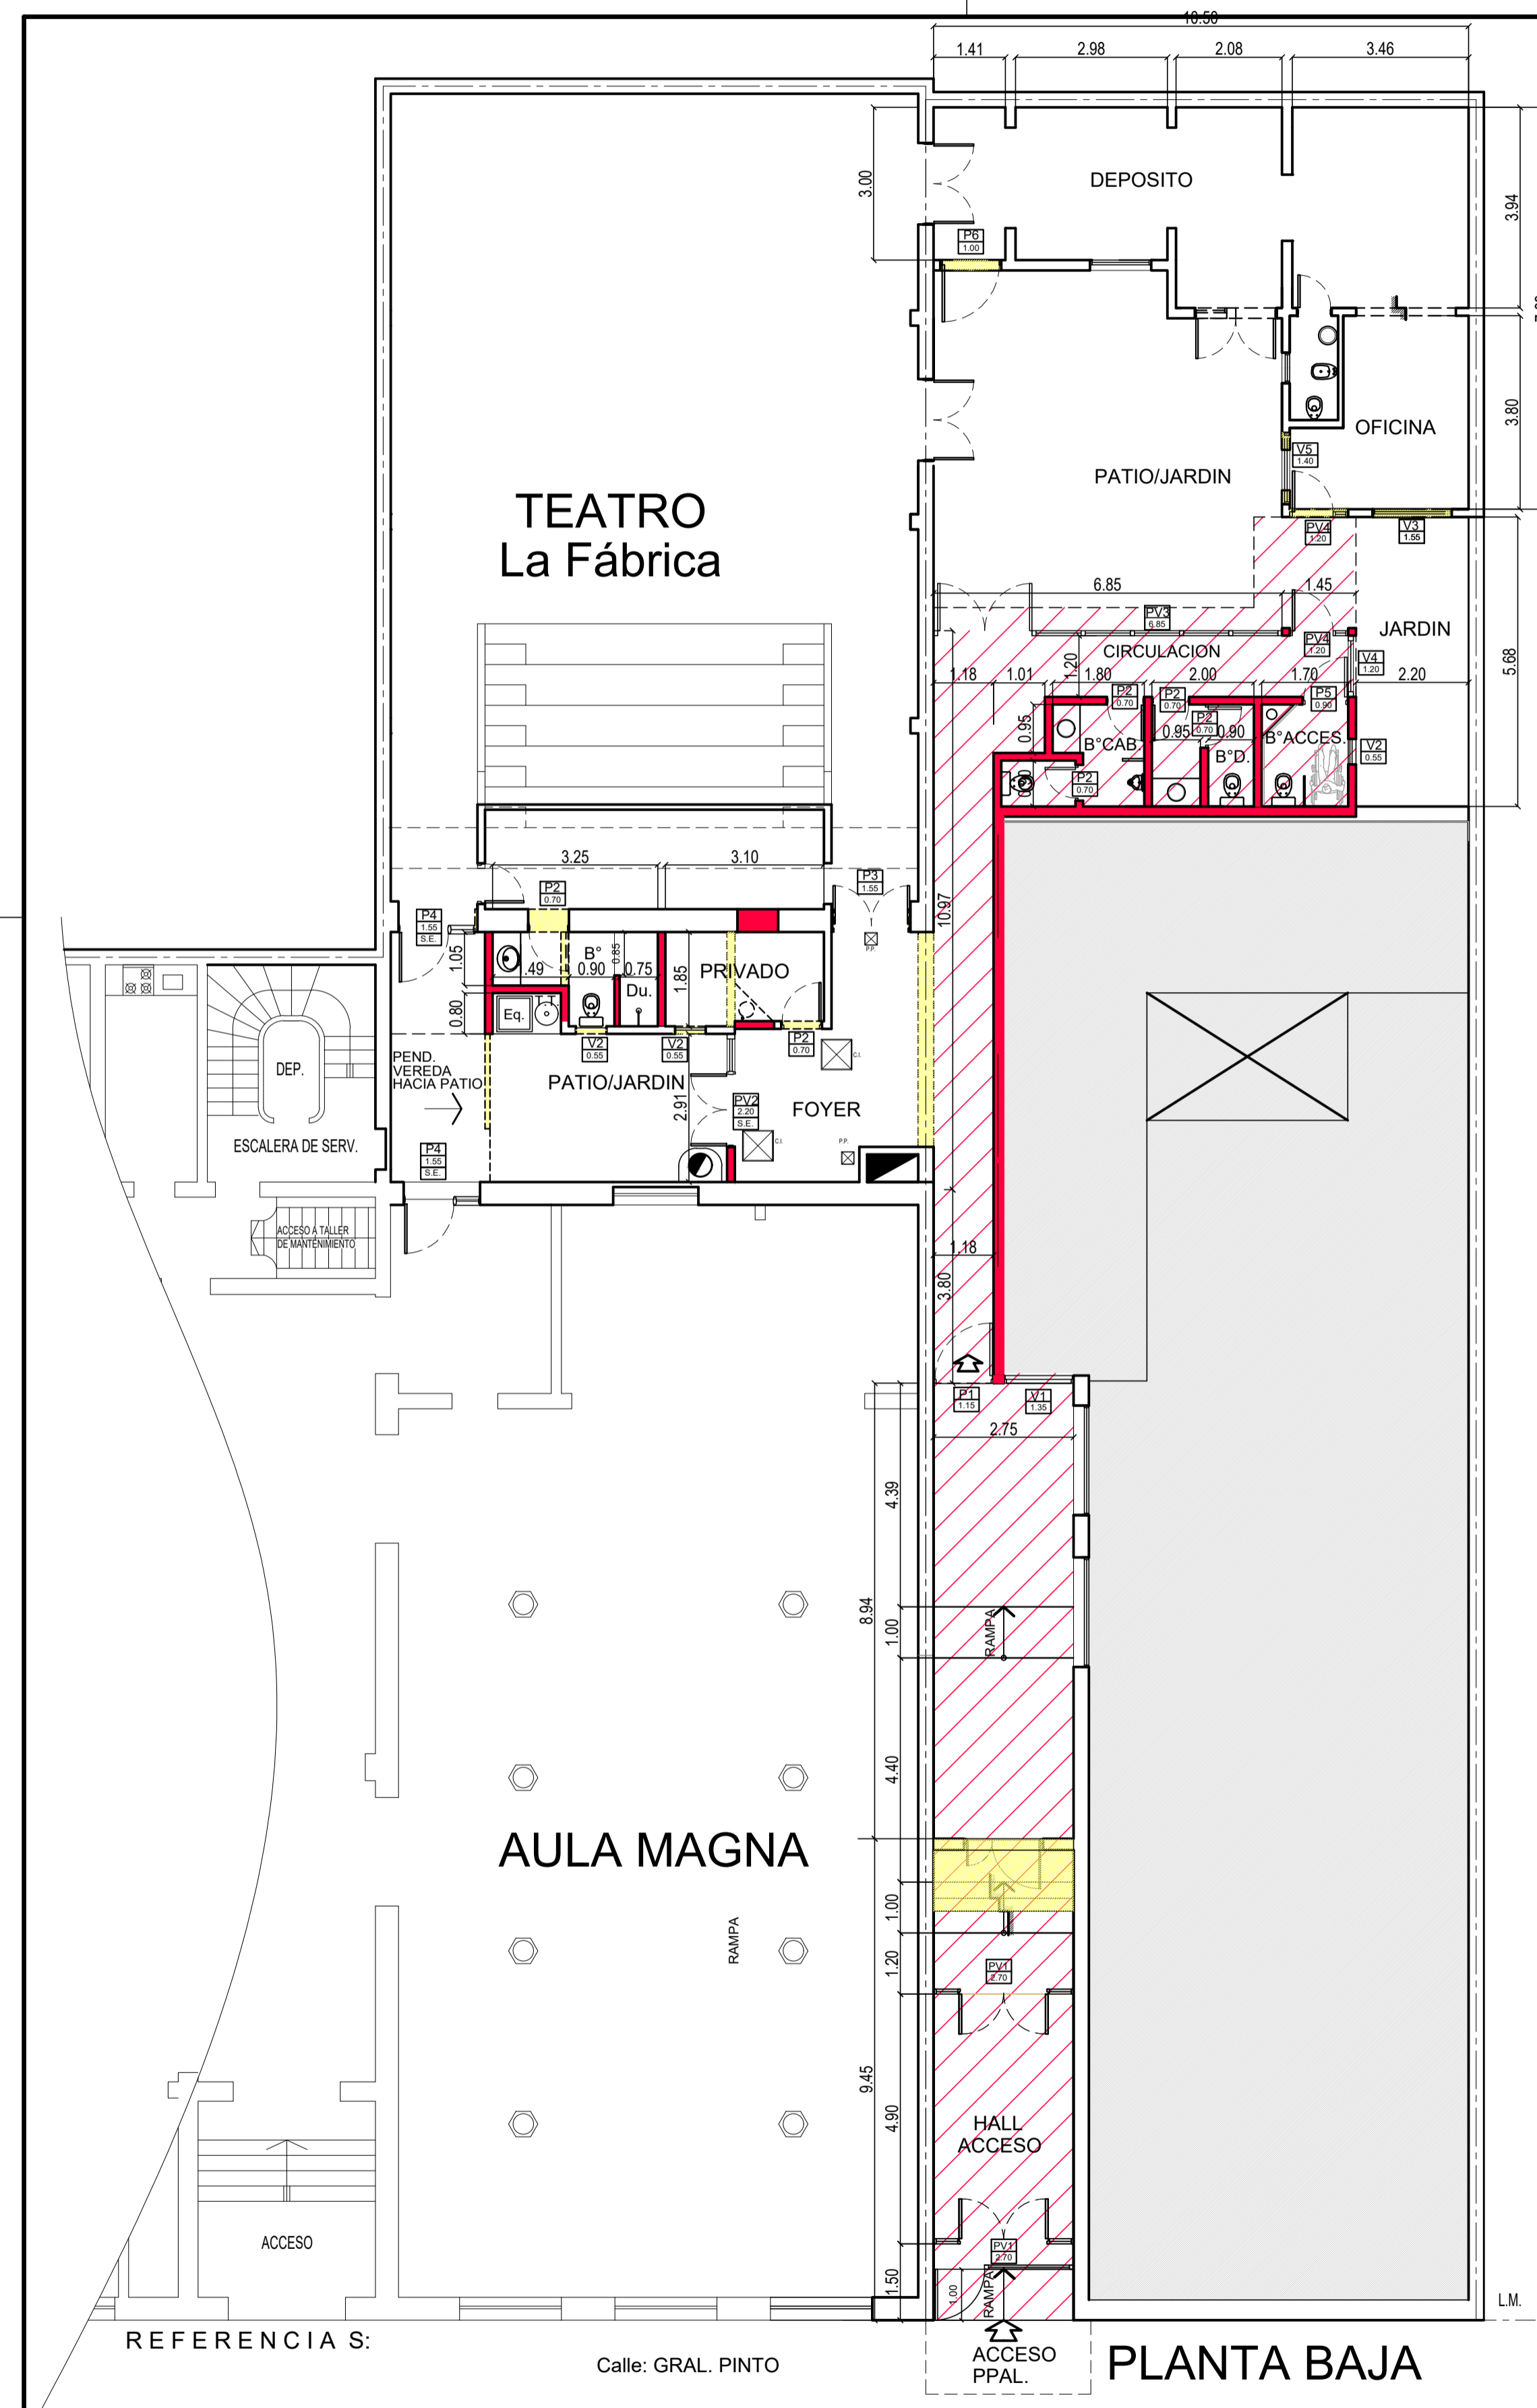 10.50
1.41
2.98
2.08
3.46
3.00
DEPOSITO
3.94
P6
1.00
3.80
OFICINA
V5
1.40
PATIO/JARDIN
TEATRO
La Fábrica
PV4
1.20
V3
1.55
6.85
1.45
PV3
6.85
JARDIN
CIRCULACION
PV4
1.20
V4
1.20
5.68
1.20
1.18
1.01
1.80
2.00
1.70
2.20
P2
0.70
P2
0.70
P5
0.90
0.95
P2
0.70
0.95
0.90
B°CAB.
B°ACCES.
B°D.
V2
0.55
P2
0.70
3.25
3.10
P3
1.55
P2
0.70
10.97
P4
1.55
S.E.
P.P.
1.05
B°
0.85
.49
0.90
0.75
1.85
PRIVADO
Du.
0.80
Eq.
V2
0.55
V2
0.55
P2
0.70
C.I.
PEND.
VEREDA
HACIA PATIO
DEP.
PATIO/JARDIN
2.91
PV2
2.20
S.E.
FOYER
C.I.
P.P.
ESCALERA DE SERV.
P4
1.55
S.E.
ACCESO A TALLER
DE MANTENIMIENTO
1.18
3.80
P1
1.15
V1
1.35
2.75
4.39
8.94
1.00
RAMPA
4.40
AULA MAGNA
1.00
RAMPA
1.20
PV1
2.70
9.45
4.90
HALL
ACCESO
ACCESO
PV1
2.70
1.50
1.00
RAMPA
L.M.
REFERENCIA S:
Calle: GRAL. PINTO
ACCESO
PPAL.
PLANTA BAJA